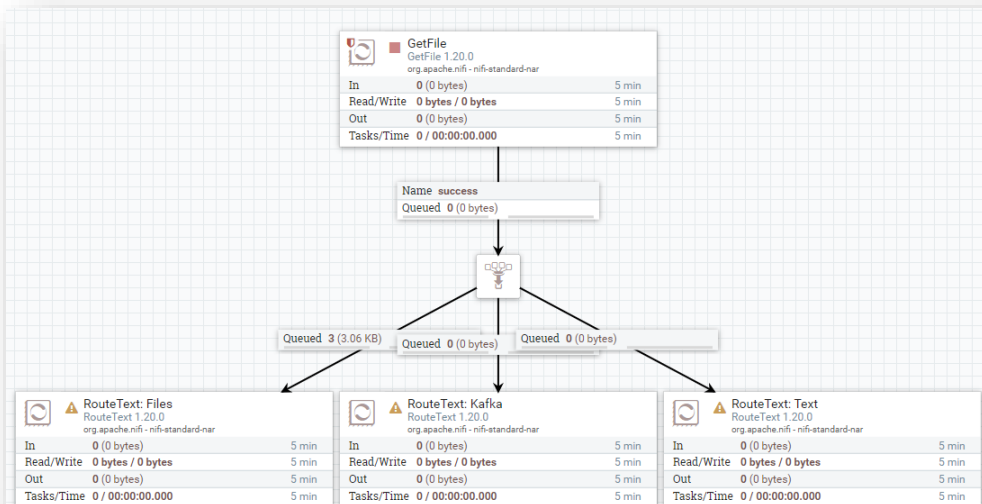 GetFile
GetFile 1.20.0
org.apache.nifi - nifi-standard-nar
In 0 (0 bytes) 5 min
Read/Write 0 bytes / 0 bytes 5 min
Out 0 (0 bytes) 5 min
Tasks/Time 0 / 00:00:00.000 5 min
Name success
Queued 0 (0 bytes)
Queued 3 (3.06 KB)
Queued 0 (0 bytes)
Queued 0 (0 bytes)
RouteText: Files
RouteText 1.20.0
org.apache.nifi - nifi-standard-nar
In 0 (0 bytes) 5 min
Read/Write 0 bytes / 0 bytes 5 min
Out 0 (0 bytes) 5 min
Tasks/Time 0 / 00:00:00.000 5 min
RouteText: Kafka
RouteText 1.20.0
org.apache.nifi - nifi-standard-nar
In 0 (0 bytes) 5 min
Read/Write 0 bytes / 0 bytes 5 min
Out 0 (0 bytes) 5 min
Tasks/Time 0 / 00:00:00.000 5 min
RouteText: Text
RouteText 1.20.0
org.apache.nifi - nifi-standard-nar
In 0 (0 bytes) 5 min
Read/Write 0 bytes / 0 bytes 5 min
Out 0 (0 bytes) 5 min
Tasks/Time 0 / 00:00:00.000 5 min